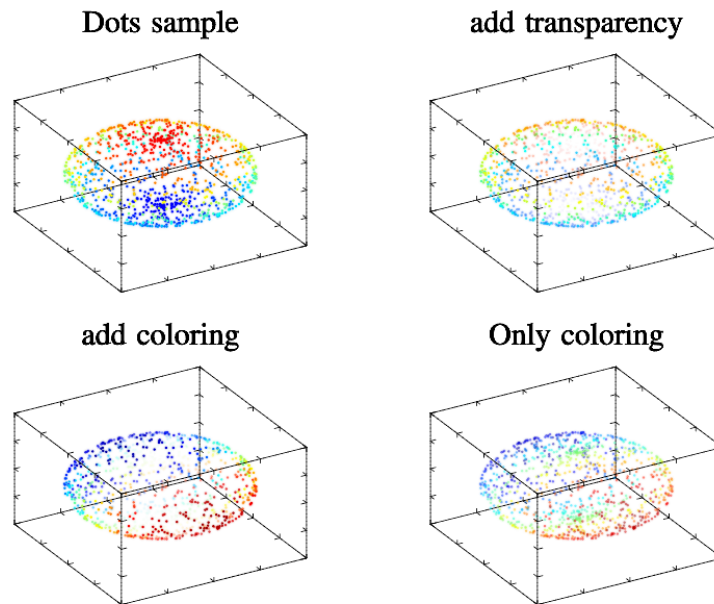 Dots sample
add transparency
add coloring
Only coloring